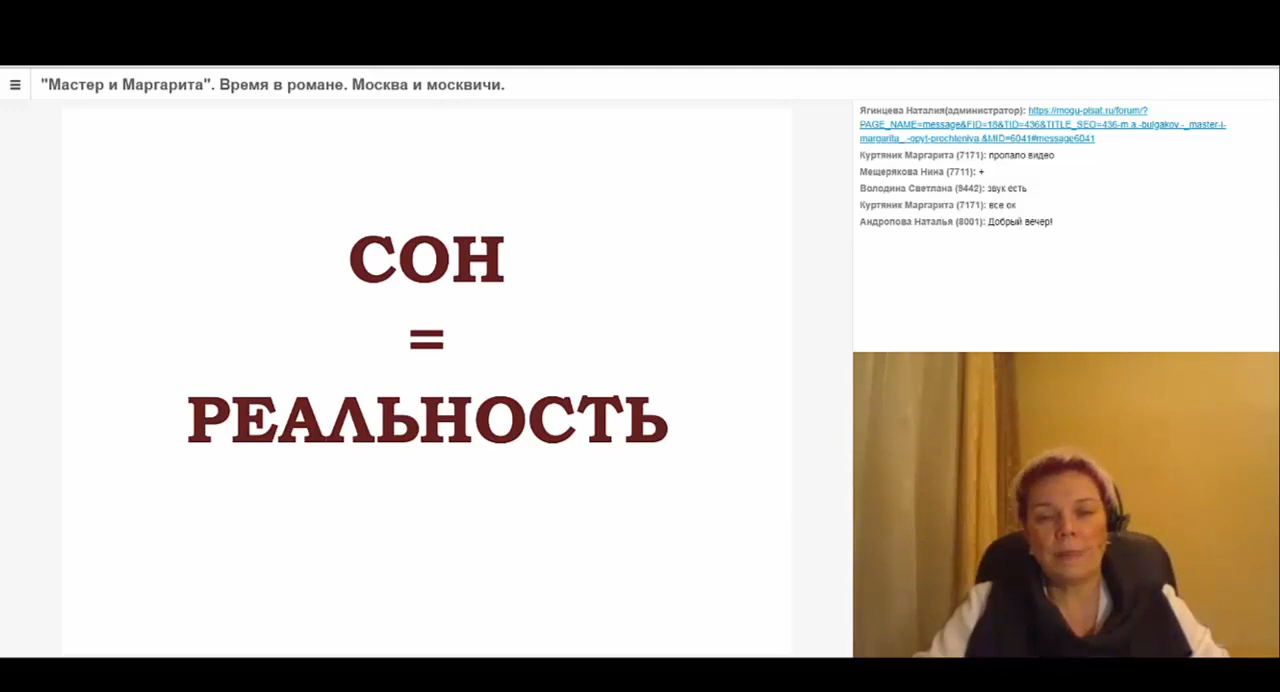 "Мастер и Маргарита". Время в романе. Москва и москвичи.
СОН
=
РЕАЛЬНОСТЬ
Ягинцева Наталия(администратор): https://mogu-pisat.ru/forum/?
PAGE_NAME=message&FID=18&TID=436&TITLE_SEO=436-m.a.-bulgakov.-_master-i-
margarita_.-opyt-prochteniya.&MID=6041#message6041
Куртяник Маргарита (7171): пропало видео
Мещерякова Нина (7711): +
Володина Светлана (9442): звук есть
Куртяник Маргарита (7171): все ок
Андропова Наталья (8001): Добрый вечер!